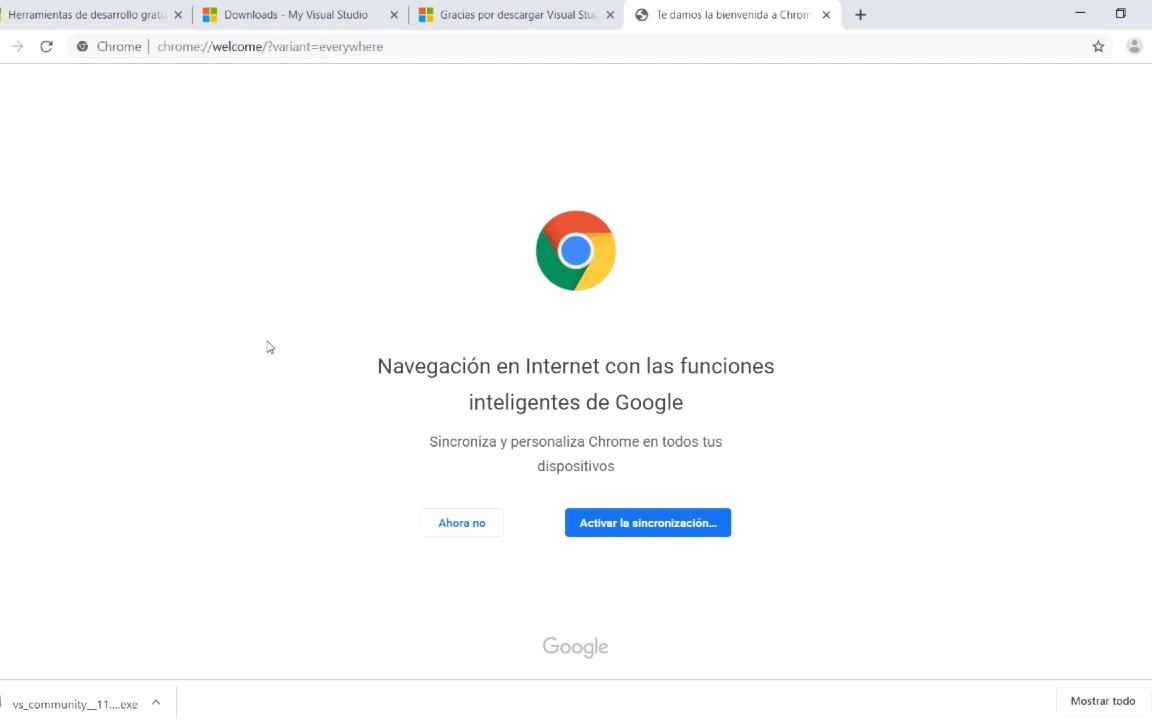 Herramientas de desarrollo gratu
Downloads - My Visual Studio
Gracias por descargar Visual Stud
Te damos la bienvenida a Chrom
Chrome | chrome://welcome/?variant=everywhere
Navegación en Internet con las funciones
inteligentes de Google
Sincroniza y personaliza Chrome en todos tus
dispositivos
Ahora no
Activar la sincronización...
Google
vs_community__11....exe
Mostrar todo